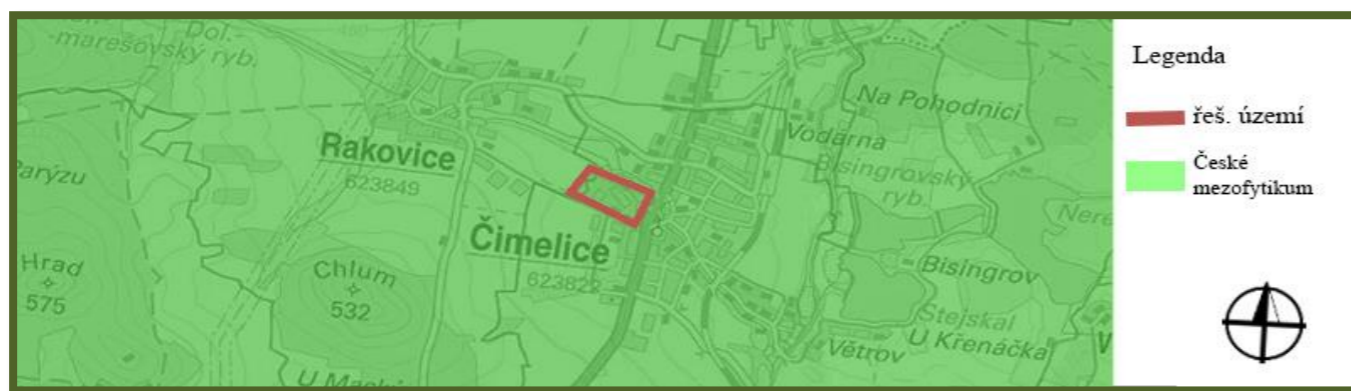 Dol.-
-marešovský ryb.
Parýzu
Hrad
575
Chlum
532
Rakovice
623849
Čimelice
623822
Na Pohodnici
Vodárna
Bisingrovský
ryb.
Bisingrov
Stejskal
U Křenáčka
Větrov
Legenda
řeš. území
České
mezofytikum